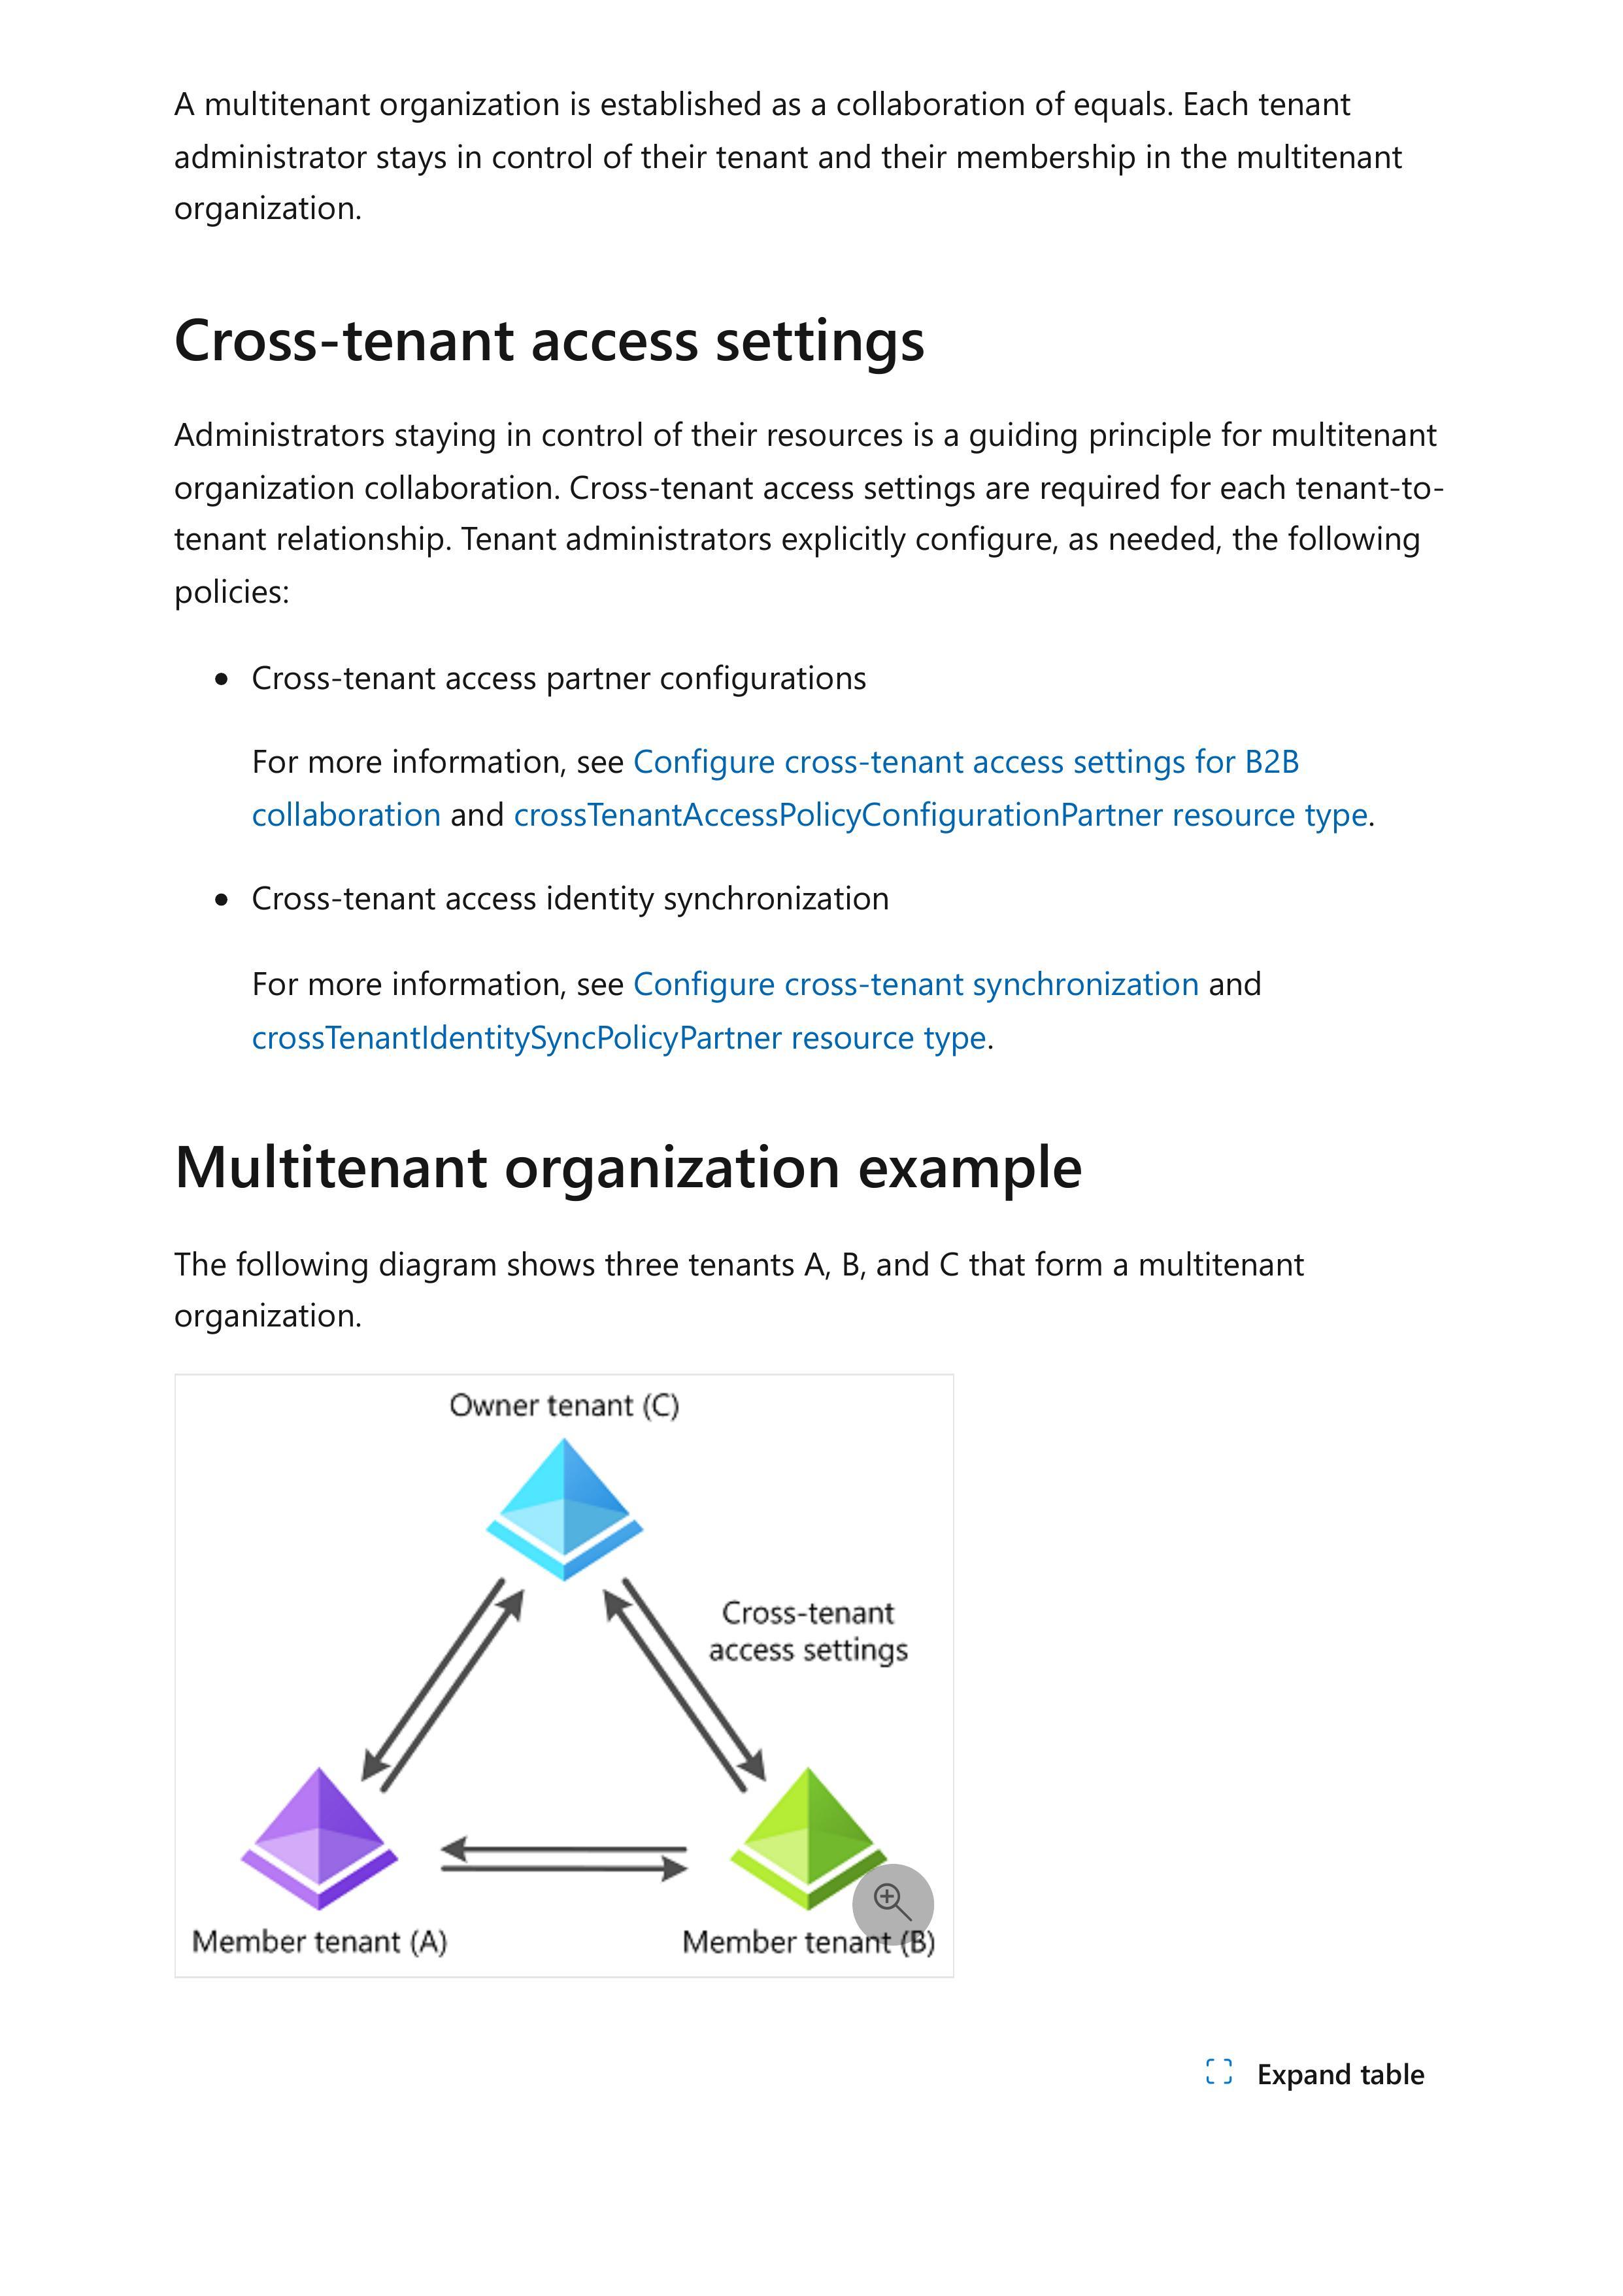 A multitenant organization is established as a collaboration of equals. Each tenant
administrator stays in control of their tenant and their membership in the multitenant
organization.
Cross-tenant access settings
Administrators staying in control of their resources is a guiding principle for multitenant
organization collaboration. Cross-tenant access settings are required for each tenant-to-
tenant relationship. Tenant administrators explicitly configure, as needed, the following
policies:
• Cross-tenant access partner configurations
For more information, see Configure cross-tenant access settings for B2B
collaboration and crossTenantAccessPolicyConfigurationPartner resource type.
• Cross-tenant access identity synchronization
For more information, see Configure cross-tenant synchronization and
crossTenantIdentitySyncPolicyPartner resource type.
Multitenant organization example
The following diagram shows three tenants A, B, and C that form a multitenant
organization.
Owner tenant (C)
Cross-tenant
access settings
Member tenant (A)
Member tenant (B)
Expand table